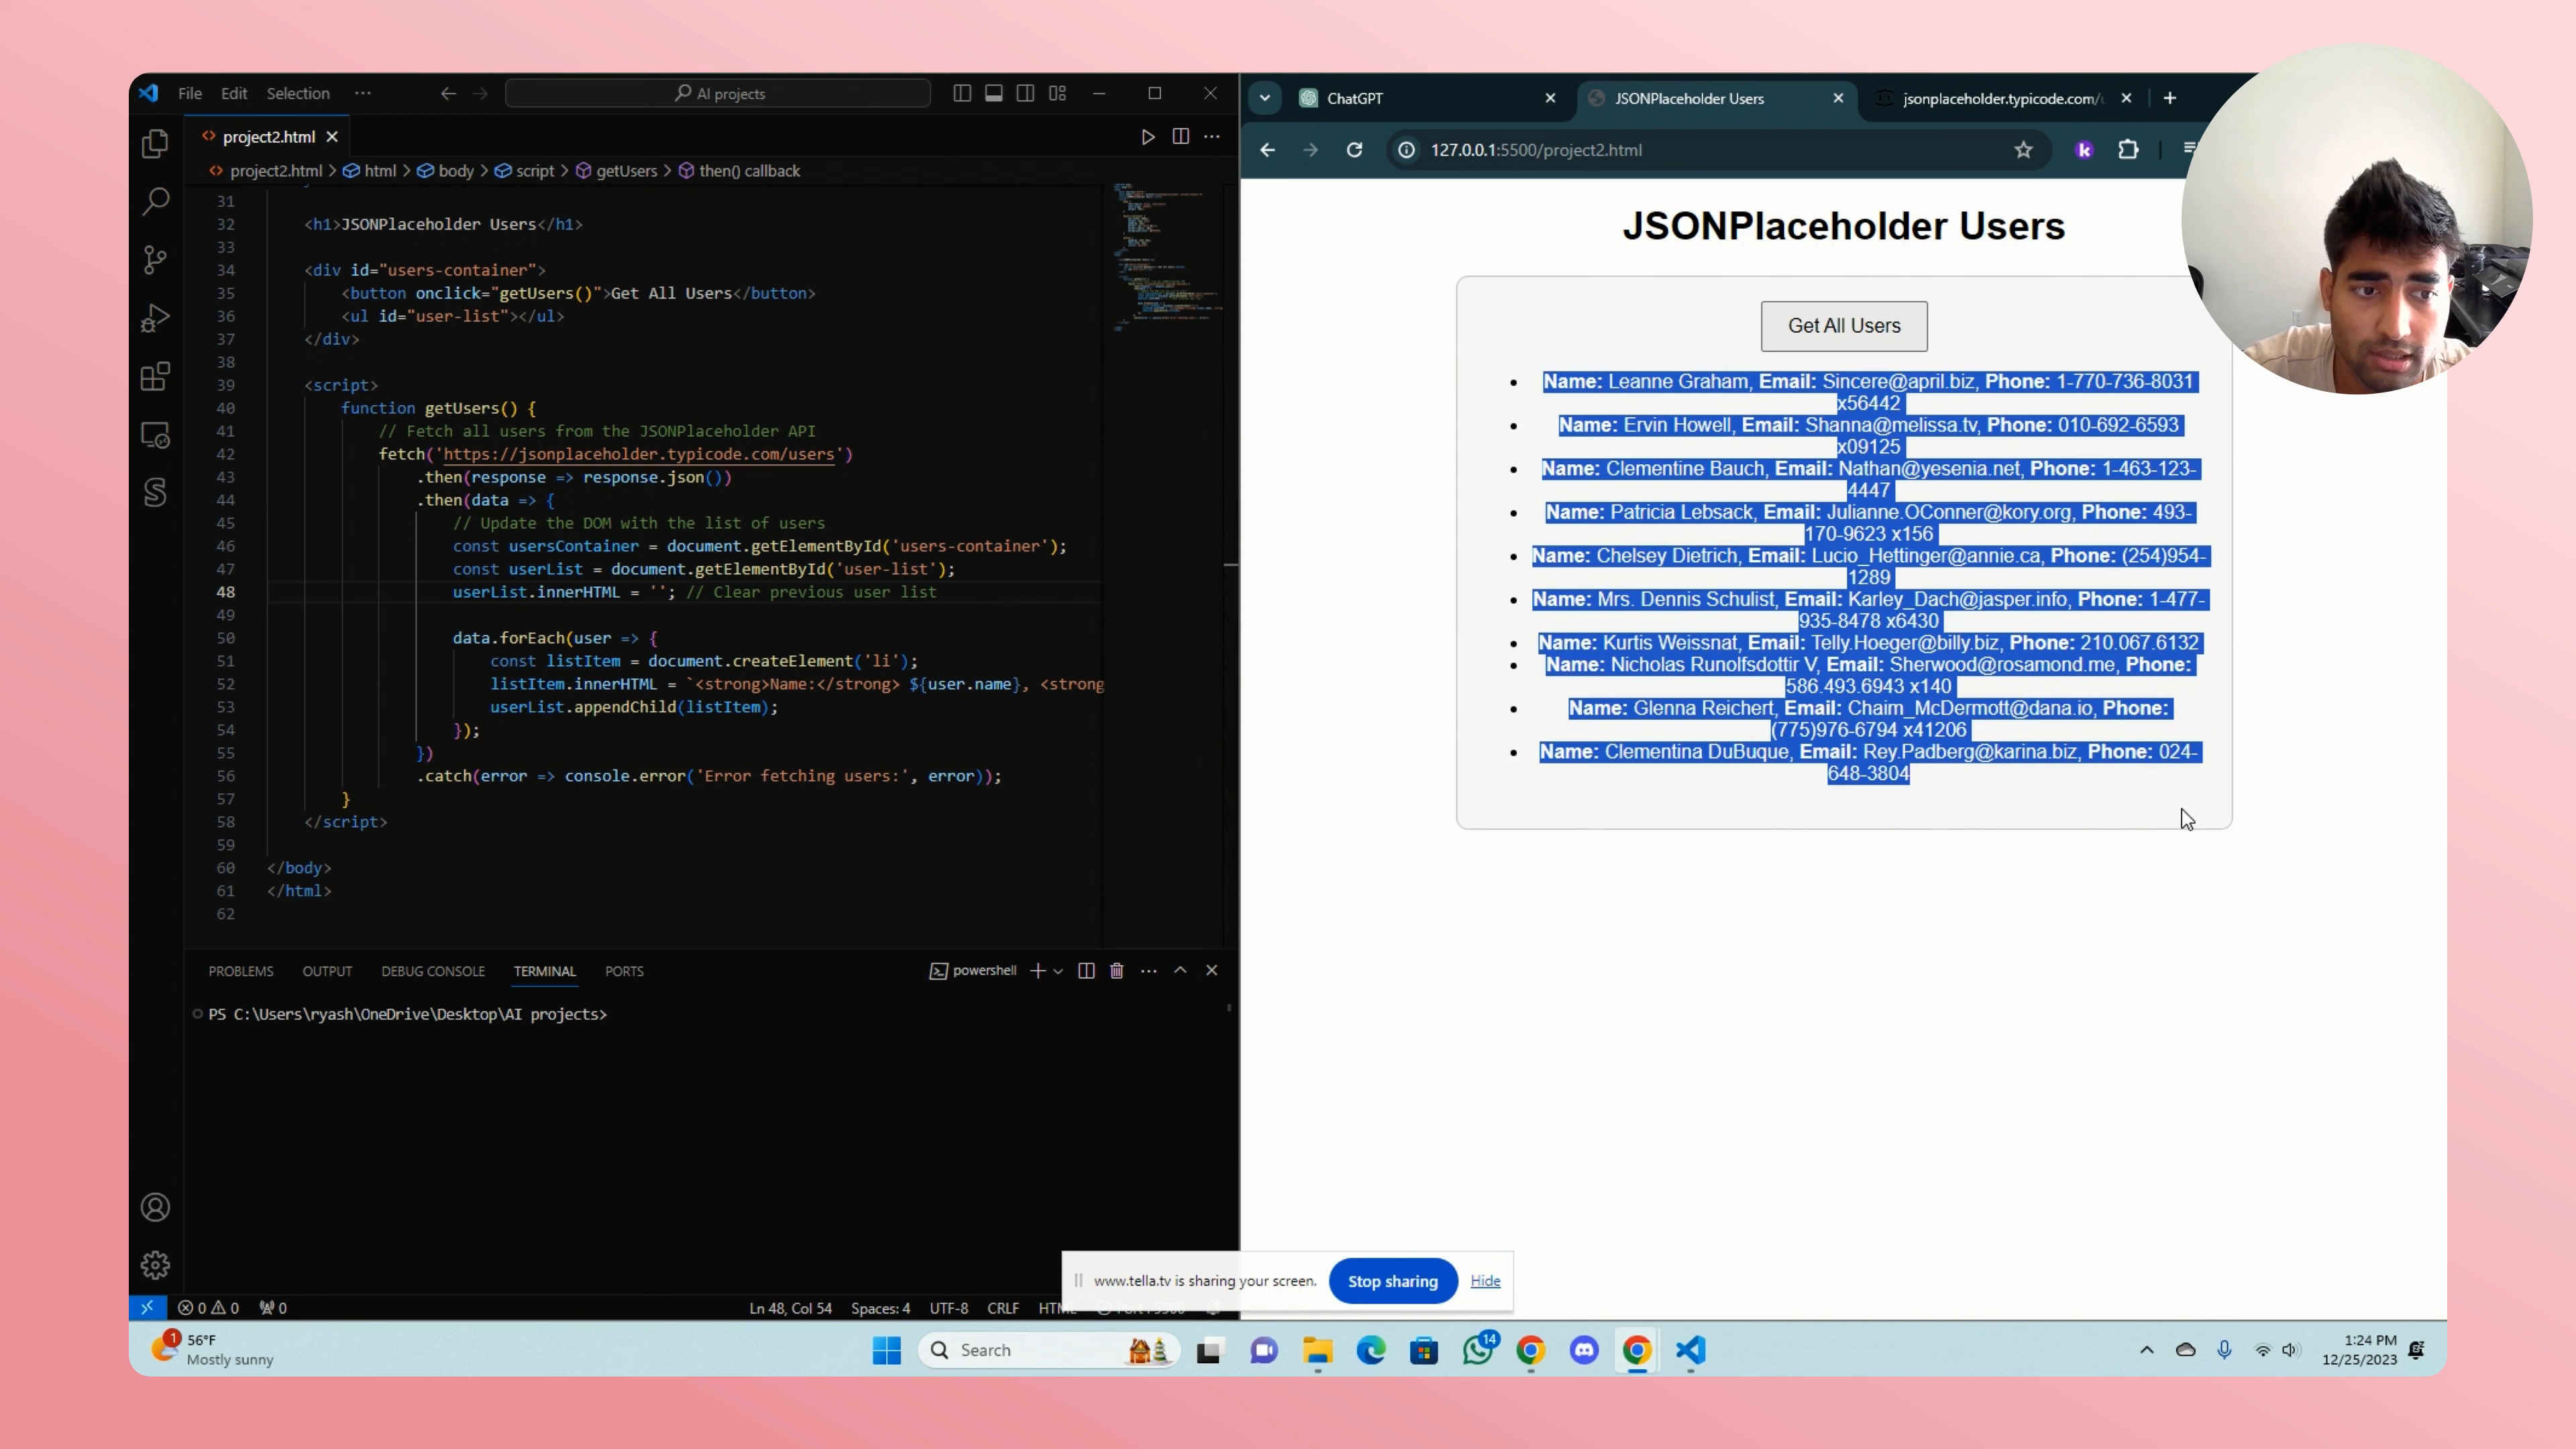 File Edit Selection ···
AI projects
project2.html
project2.html > html > body > script > getUsers > then() callback
31
32 <h1>JSONPlaceholder Users</h1>
33
34 <div id="users-container">
35 <button onclick="getUsers()">Get All Users</button>
36 <ul id="user-list"></ul>
37 </div>
38
39 <script>
40 function getUsers() {
41 // Fetch all users from the JSONPlaceholder API
42 fetch('https://jsonplaceholder.typicode.com/users')
43 .then(response => response.json())
44 .then(data => {
45 // Update the DOM with the list of users
46 const usersContainer = document.getElementById('users-container');
47 const userList = document.getElementById('user-list');
48 userList.innerHTML = ''; // Clear previous user list
49
50 data.forEach(user => {
51 const listItem = document.createElement('li');
52 listItem.innerHTML = `<strong>Name:</strong> ${user.name}, <strong
53 userList.appendChild(listItem);
54 });
55 })
56 .catch(error => console.error('Error fetching users:', error));
57 }
58 </script>
59
60 </body>
61 </html>
62
PROBLEMS OUTPUT DEBUG CONSOLE TERMINAL PORTS
powershell
PS C:\Users\ryash\OneDrive\Desktop\AI projects>
0 0 0
Ln 48, Col 54 Spaces: 4 UTF-8 CRLF
ChatGPT
JSONPlaceholder Users
jsonplaceholder.typicode.com/
127.0.0.1:5500/project2.html
k
JSONPlaceholder Users
Get All Users
• Name: Leanne Graham, Email: Sincere@april.biz, Phone: 1-770-736-8031
x56442
• Name: Ervin Howell, Email: Shanna@melissa.tv, Phone: 010-692-6593
x09125
• Name: Clementine Bauch, Email: Nathan@yesenia.net, Phone: 1-463-123-
4447
• Name: Patricia Lebsack, Email: Julianne.OConner@kory.org, Phone: 493-
170-9623 x156
• Name: Chelsey Dietrich, Email: Lucio_Hettinger@annie.ca, Phone: (254)954-
1289
• Name: Mrs. Dennis Schulist, Email: Karley_Dach@jasper.info, Phone: 1-477-
935-8478 x6430
• Name: Kurtis Weissnat, Email: Telly.Hoeger@billy.biz, Phone: 210.067.6132
• Name: Nicholas Runolfsdottir V, Email: Sherwood@rosamond.me, Phone:
586.493.6943 x140
• Name: Glenna Reichert, Email: Chaim_McDermott@dana.io, Phone:
(775)976-6794 x41206
• Name: Clementina DuBuque, Email: Rey.Padberg@karina.biz, Phone: 024-
648-3804
www.tella.tv is sharing your screen. Stop sharing Hide
1
56°F
Mostly sunny
Search
14
1:24 PM
12/25/2023